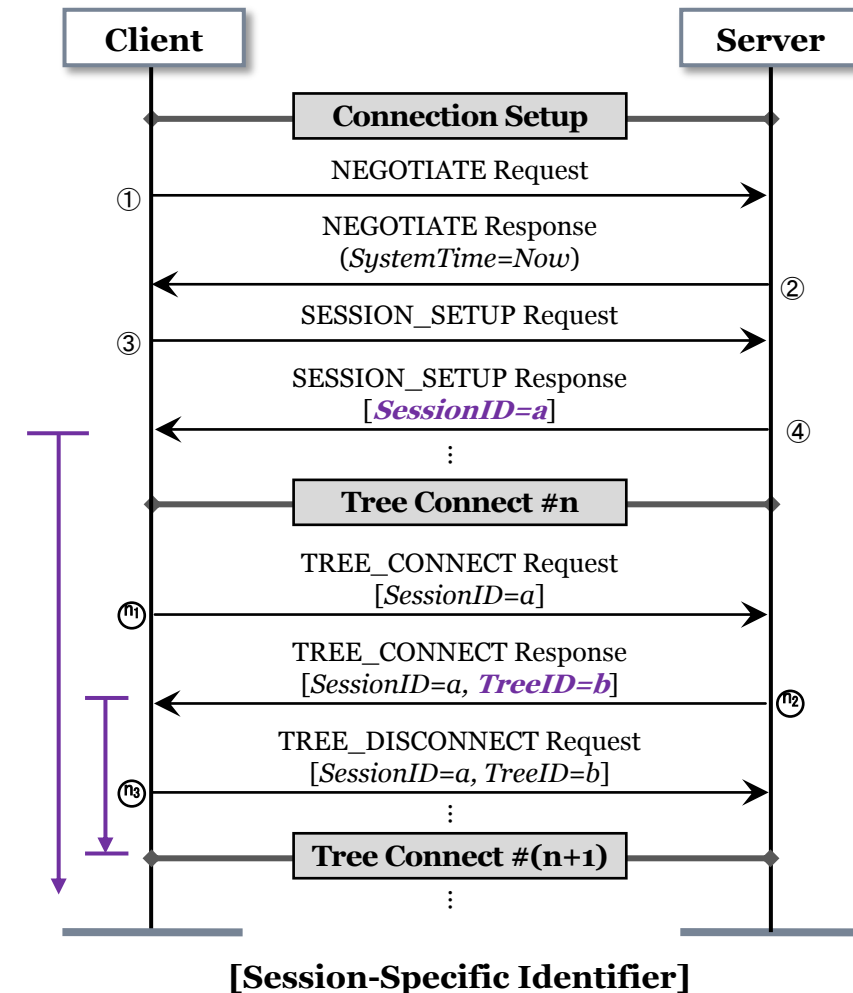 Client
Server
Connection Setup
NEGOTIATE Request
①
NEGOTIATE Response
(SystemTime=Now)
②
SESSION_SETUP Request
③
SESSION_SETUP Response
[SessionID=a]
④
⋮
Tree Connect #n
TREE_CONNECT Request
[SessionID=a]
n₁
TREE_CONNECT Response
[SessionID=a, TreeID=b]
n₂
TREE_DISCONNECT Request
[SessionID=a, TreeID=b]
n₃
⋮
Tree Connect #(n+1)
⋮
[Session-Specific Identifier]